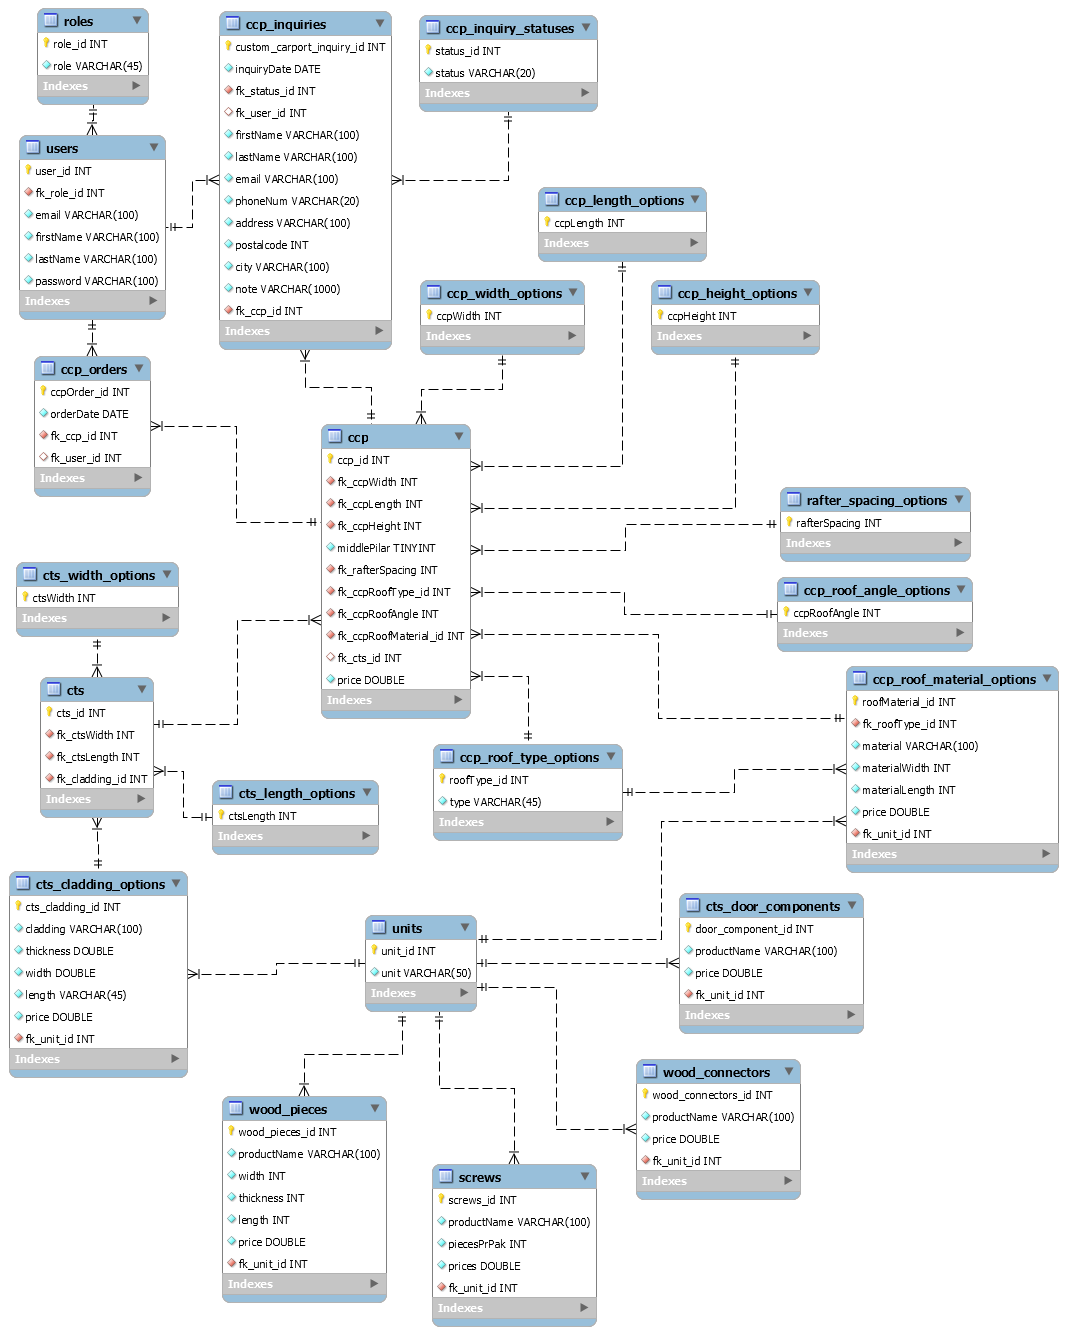 roles
role_id INT
role VARCHAR(45)
Indexes
users
user_id INT
fk_role_id INT
email VARCHAR(100)
firstName VARCHAR(100)
lastName VARCHAR(100)
password VARCHAR(100)
Indexes
ccp_inquiries
custom_carport_inquiry_id INT
inquiryDate DATE
fk_status_id INT
fk_user_id INT
firstName VARCHAR(100)
lastName VARCHAR(100)
email VARCHAR(100)
phoneNum VARCHAR(20)
address VARCHAR(100)
postalcode INT
city VARCHAR(100)
note VARCHAR(1000)
fk_ccp_id INT
Indexes
ccp_inquiry_statuses
status_id INT
status VARCHAR(20)
Indexes
ccp_length_options
ccpLength INT
Indexes
ccp_width_options
ccpWidth INT
Indexes
ccp_height_options
ccpHeight INT
Indexes
ccp_orders
ccpOrder_id INT
orderDate DATE
fk_ccp_id INT
fk_user_id INT
Indexes
ccp
ccp_id INT
fk_ccpWidth INT
fk_ccpLength INT
fk_ccpHeight INT
middlePilar TINYINT
fk_rafterSpacing INT
fk_ccpRoofType_id INT
fk_ccpRoofAngle INT
fk_ccpRoofMaterial_id INT
fk_cts_id INT
price DOUBLE
Indexes
rafter_spacing_options
rafterSpacing INT
Indexes
ccp_roof_angle_options
ccpRoofAngle INT
Indexes
cts_width_options
ctsWidth INT
Indexes
cts
cts_id INT
fk_ctsWidth INT
fk_ctsLength INT
fk_cladding_id INT
Indexes
cts_length_options
ctsLength INT
Indexes
ccp_roof_type_options
roofType_id INT
type VARCHAR(45)
Indexes
ccp_roof_material_options
roofMaterial_id INT
fk_roofType_id INT
material VARCHAR(100)
materialWidth INT
materialLength INT
price DOUBLE
fk_unit_id INT
Indexes
cts_cladding_options
cts_cladding_id INT
cladding VARCHAR(100)
thickness DOUBLE
width DOUBLE
length VARCHAR(45)
price DOUBLE
fk_unit_id INT
Indexes
units
unit_id INT
unit VARCHAR(50)
Indexes
cts_door_components
door_component_id INT
productName VARCHAR(100)
price DOUBLE
fk_unit_id INT
Indexes
wood_connectors
wood_connectors_id INT
productName VARCHAR(100)
price DOUBLE
fk_unit_id INT
Indexes
wood_pieces
wood_pieces_id INT
productName VARCHAR(100)
width INT
thickness INT
length INT
price DOUBLE
fk_unit_id INT
Indexes
screws
screws_id INT
productName VARCHAR(100)
piecesPrPak INT
prices DOUBLE
fk_unit_id INT
Indexes